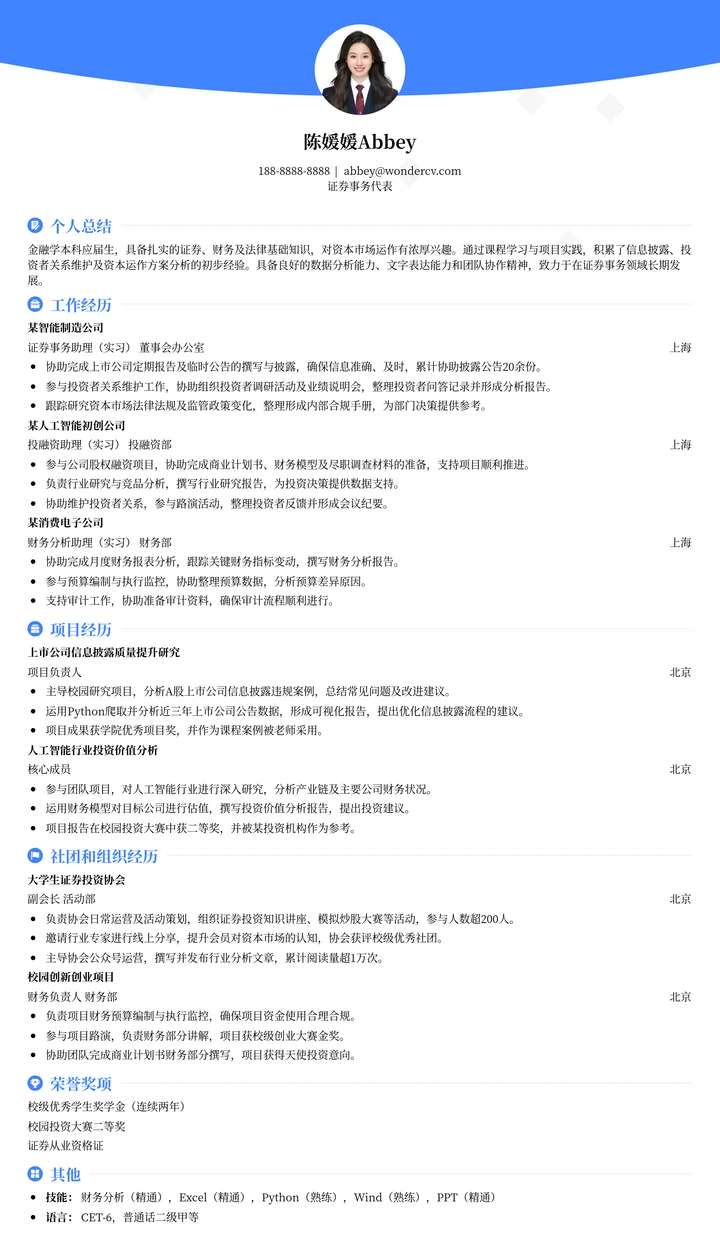 陈媛媛Abbey
188-8888-8888 | abbey@wondercv.com
证券事务代表
个人总结
金融学本科应届生，具备扎实的证券、财务及法律基础知识，对资本市场运作有浓厚兴趣。通过课程学习与项目实践，积累了信息披露、投
资者关系维护及资本运作方案分析的初步经验。具备良好的数据分析能力、文字表达能力和团队协作精神，致力于在证券事务领域长期发
展。
工作经历
某智能制造公司
证券事务助理（实习） 董事会办公室 上海
• 协助完成上市公司定期报告及临时公告的撰写与披露，确保信息准确、及时，累计协助披露公告20余份。
• 参与投资者关系维护工作，协助组织投资者调研活动及业绩说明会，整理投资者问答记录并形成分析报告。
• 跟踪研究资本市场法律法规及监管政策变化，整理形成内部合规手册，为部门决策提供参考。
某人工智能初创公司
投融资助理（实习） 投融资部 上海
• 参与公司股权融资项目，协助完成商业计划书、财务模型及尽职调查材料的准备，支持项目顺利推进。
• 负责行业研究与竞品分析，撰写行业研究报告，为投资决策提供数据支持。
• 协助维护投资者关系，参与路演活动，整理投资者反馈并形成会议纪要。
某消费电子公司
财务分析助理（实习） 财务部 上海
• 协助完成月度财务报表分析，跟踪关键财务指标变动，撰写财务分析报告。
• 参与预算编制与执行监控，协助整理预算数据，分析预算差异原因。
• 支持审计工作，协助准备审计资料，确保审计流程顺利进行。
项目经历
上市公司信息披露质量提升研究
项目负责人 北京
• 主导校园研究项目，分析A股上市公司信息披露违规案例，总结常见问题及改进建议。
• 运用Python爬取并分析近三年上市公司公告数据，形成可视化报告，提出优化信息披露流程的建议。
• 项目成果获学院优秀项目奖，并作为课程案例被老师采用。
人工智能行业投资价值分析
核心成员 北京
• 参与团队项目，对人工智能行业进行深入研究，分析产业链及主要公司财务状况。
• 运用财务模型对目标公司进行估值，撰写投资价值分析报告，提出投资建议。
• 项目报告在校园投资大赛中获二等奖，并被某投资机构作为参考。
社团和组织经历
大学生证券投资协会
副会长 活动部 北京
• 负责协会日常运营及活动策划，组织证券投资知识讲座、模拟炒股大赛等活动，参与人数超200人。
• 邀请行业专家进行线上分享，提升会员对资本市场的认知，协会获评校级优秀社团。
• 主导协会公众号运营，撰写并发布行业分析文章，累计阅读量超1万次。
校园创新创业项目
财务负责人 财务部 北京
• 负责项目财务预算编制与执行监控，确保项目资金使用合理合规。
• 参与项目路演，负责财务部分讲解，项目获校级创业大赛金奖。
• 协助团队完成商业计划书财务部分撰写，项目获得天使投资意向。
荣誉奖项
校级优秀学生奖学金（连续两年）
校园投资大赛二等奖
证券从业资格证
其他
• 技能： 财务分析（精通），Excel（精通），Python（熟练），Wind（熟练），PPT（精通）
• 语言： CET-6，普通话二级甲等